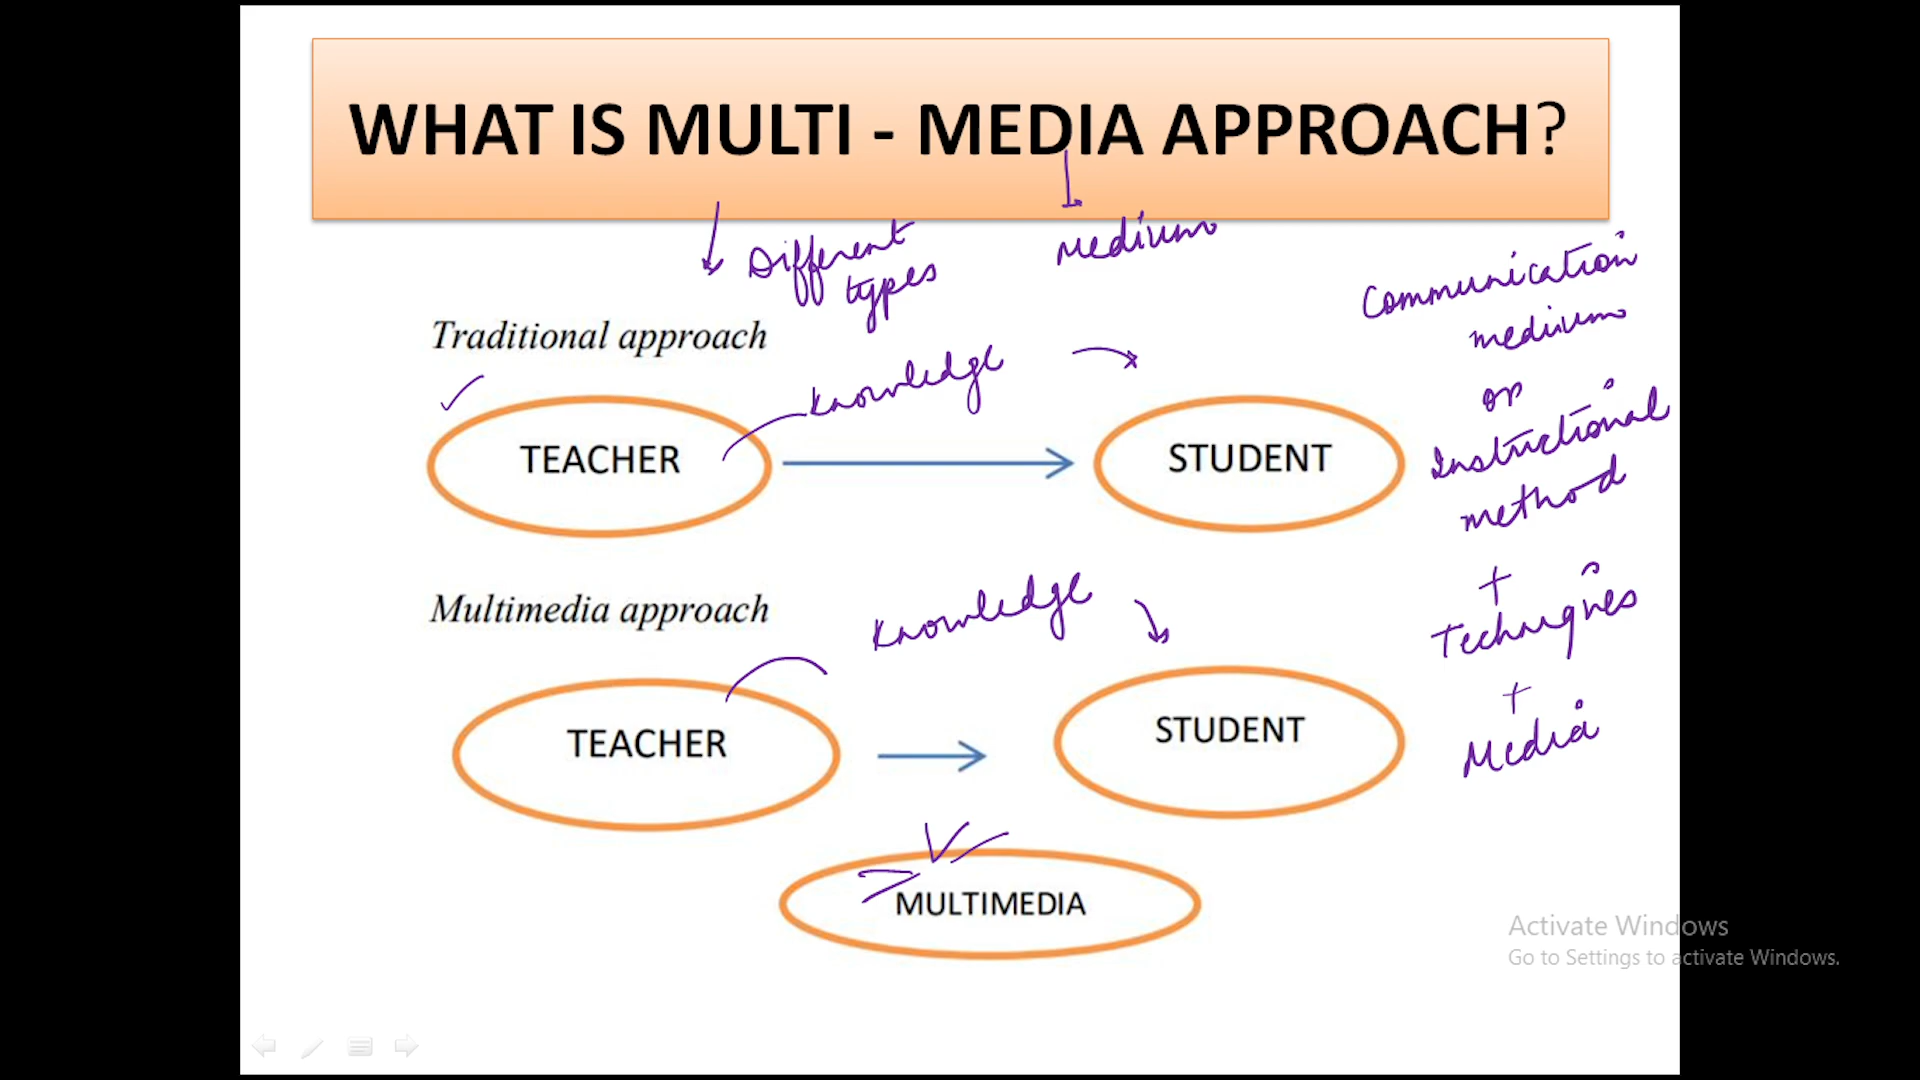 WHAT IS MULTI - MEDIA APPROACH?
Different
types
Medium
Communication
medium
or
Instructional
method
+
Techniques
+
Media
Traditional approach
Knowledge
TEACHER
STUDENT
Multimedia approach
Knowledge
TEACHER
STUDENT
MULTIMEDIA
Activate Windows
Go to Settings to activate Windows.